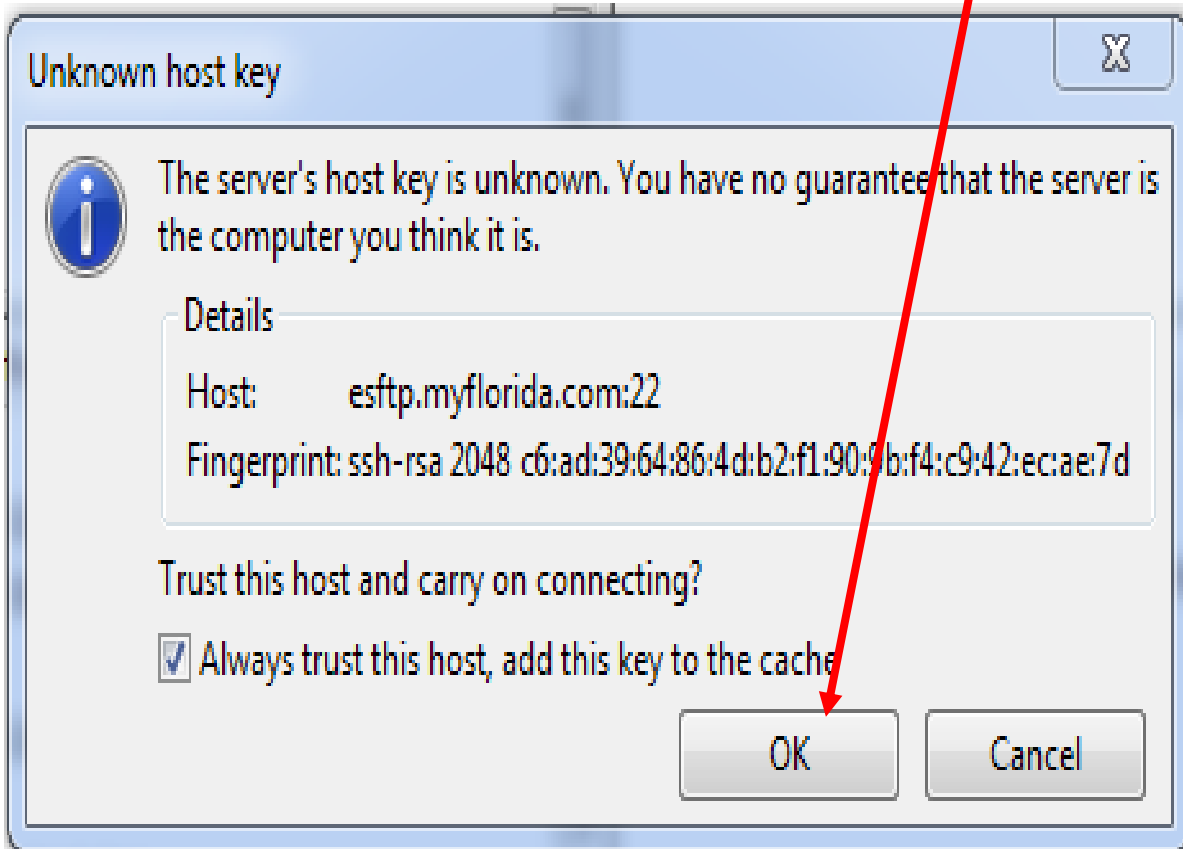 Unknown host key
The server's host key is unknown. You have no guarantee that the server is
the computer you think it is.
Details
Host: esftp.myflorida.com:22
Fingerprint: ssh-rsa 2048 c6:ad:39:64:86:4d:b2:f1:90:9b:f4:c9:42:ec:ae:7d
Trust this host and carry on connecting?
Always trust this host, add this key to the cache
OK
Cancel